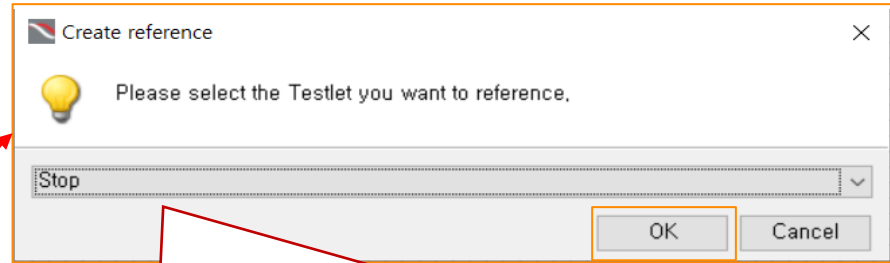 Create reference
Please select the Testlet you want to reference,
Stop
OK Cancel